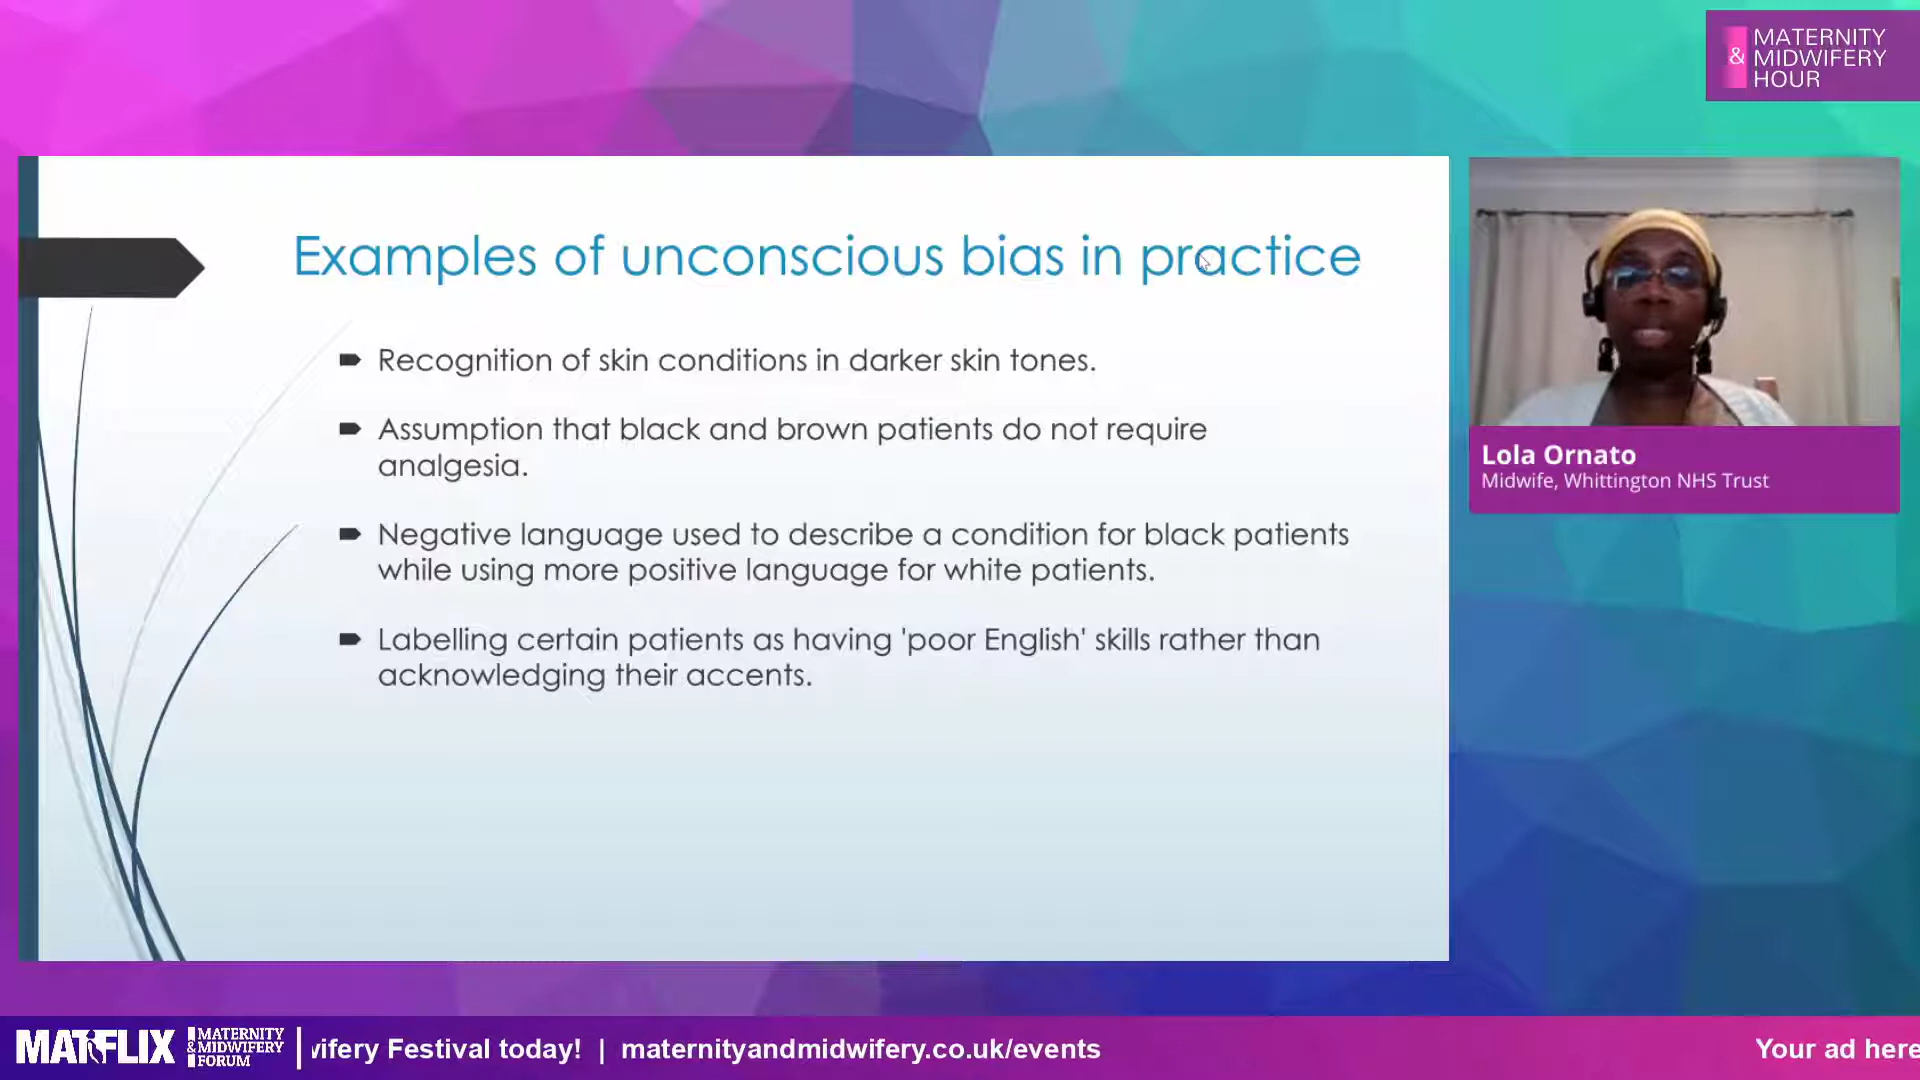 MATERNITY
& MIDWIFERY
HOUR
Examples of unconscious bias in practice
Recognition of skin conditions in darker skin tones.
Assumption that black and brown patients do not require
analgesia.
Negative language used to describe a condition for black patients
while using more positive language for white patients.
Labelling certain patients as having 'poor English' skills rather than
acknowledging their accents.
Lola Ornato
Midwife, Whittington NHS Trust
MATFLIX
MATERNITY
& MIDWIFERY
FORUM
wifery Festival today! | maternityandmidwifery.co.uk/events
Your ad here